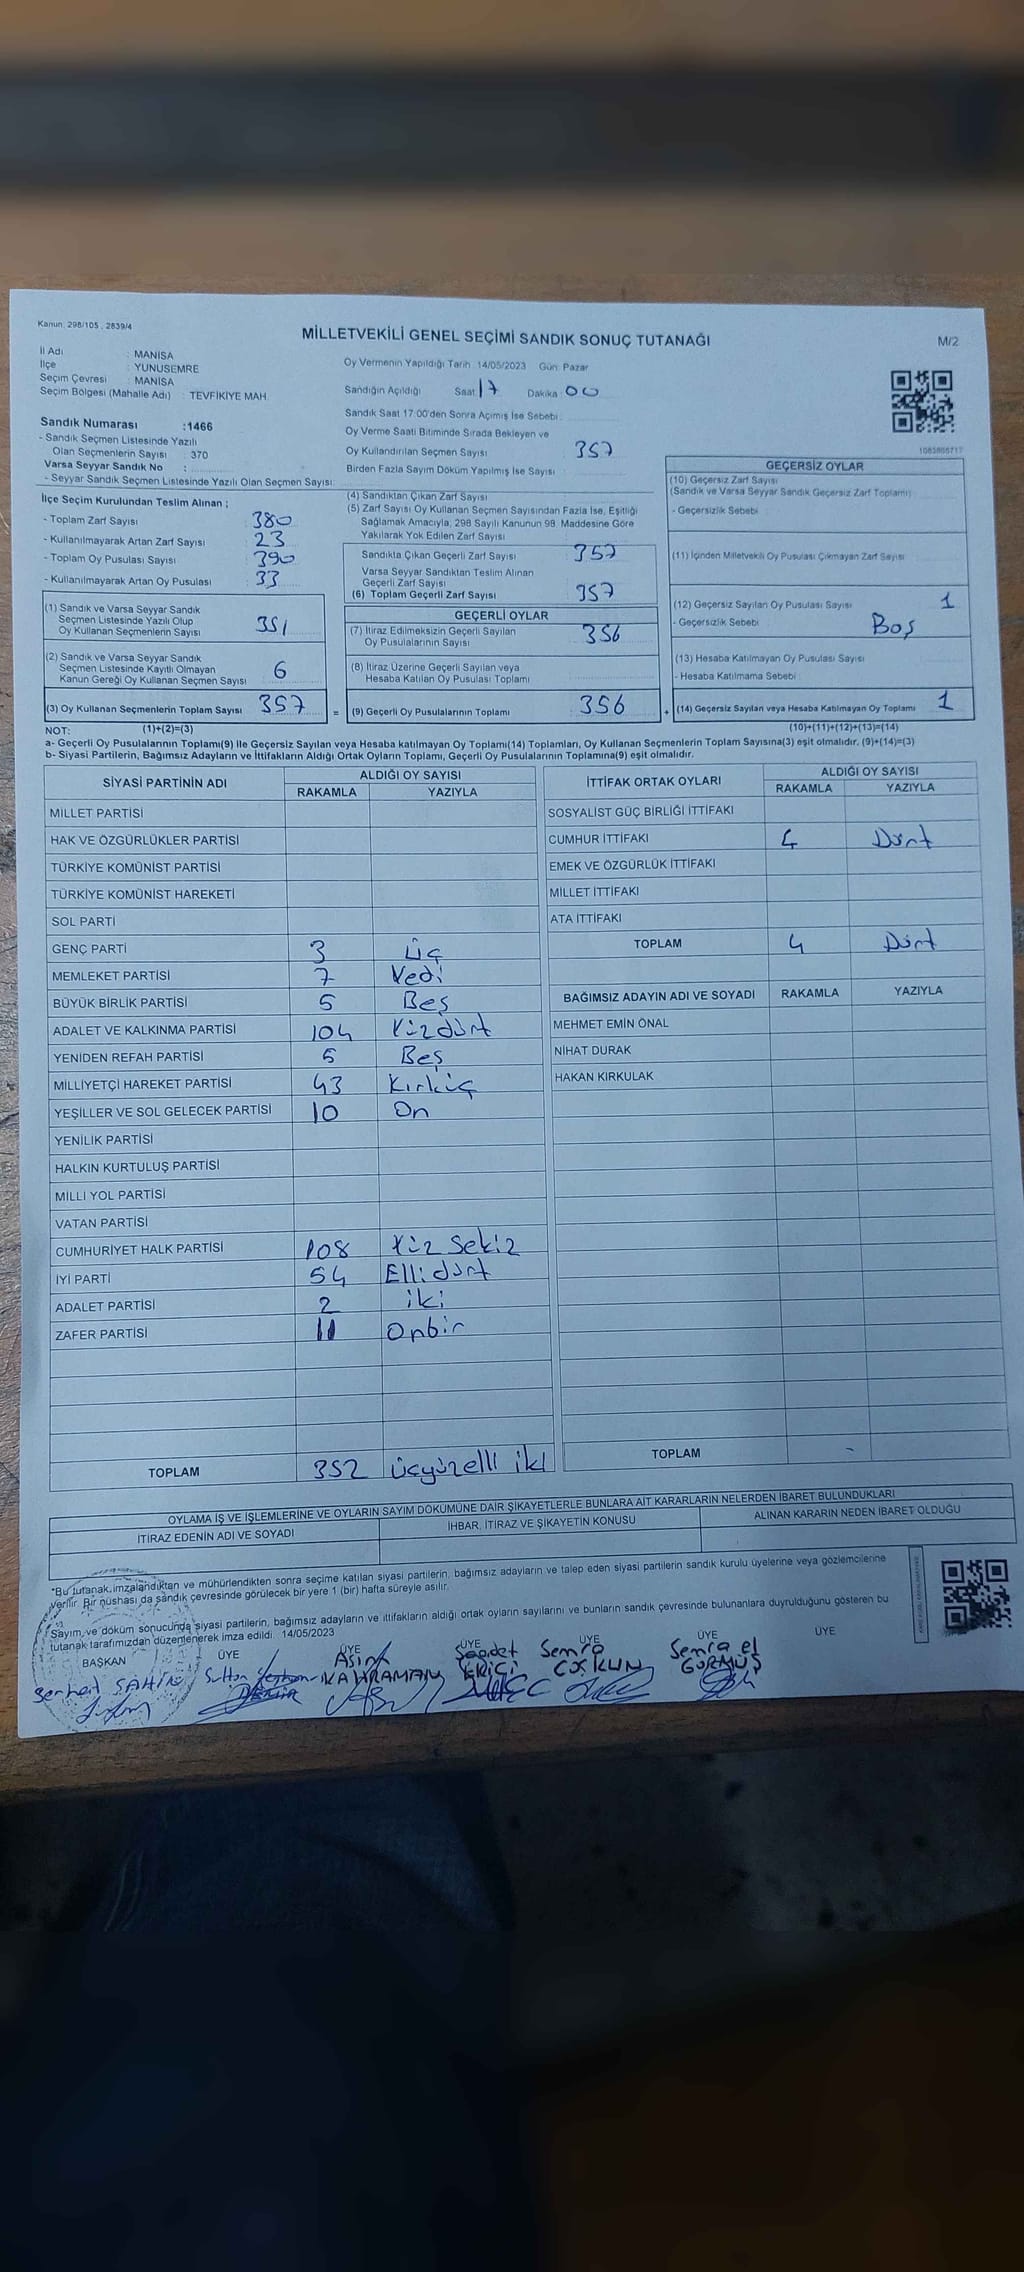 Kanun: 298/105 , 2839/4
MİLLETVEKİLİ GENEL SEÇİMİ SANDIK SONUÇ TUTANAĞI
M/2
İl Adı : MANİSA
İlçe : YUNUSEMRE
Seçim Çevresi : MANİSA
Seçim Bölgesi (Mahalle Adı) : TEVFİKİYE MAH.
Oy Vermenin Yapıldığı Tarih : 14/05/2023 Gün: Pazar
Sandığın Açıldığı Saat 17 Dakika 00
Sandık Saat 17:00'den Sonra Açımış İse Sebebi :
Sandık Numarası :1466
- Sandık Seçmen Listesinde Yazılı
Olan Seçmenlerin Sayısı : 370
Varsa Seyyar Sandık No :
- Seyyar Sandık Seçmen Listesinde Yazılı Olan Seçmen Sayısı:
Oy Verme Saati Bitiminde Sırada Bekleyen ve
Oy Kullandırılan Seçmen Sayısı : 357
Birden Fazla Sayım Döküm Yapılmış İse Sayısı :
1083865717
İlçe Seçim Kurulundan Teslim Alınan ;
- Toplam Zarf Sayısı : 380
- Kullanılmayarak Artan Zarf Sayısı : 23
- Toplam Oy Pusulası Sayısı : 390
- Kullanılmayarak Artan Oy Pusulası : 33
(1) Sandık ve Varsa Seyyar Sandık
Seçmen Listesinde Yazılı Olup
Oy Kullanan Seçmenlerin Sayısı : 351
(2) Sandık ve Varsa Seyyar Sandık
Seçmen Listesinde Kayıtlı Olmayan
Kanun Gereği Oy Kullanan Seçmen Sayısı : 6
(3) Oy Kullanan Seçmenlerin Toplam Sayısı : 357 =
(4) Sandıktan Çıkan Zarf Sayısı :
(5) Zarf Sayısı Oy Kullanan Seçmen Sayısından Fazla İse, Eşitliği
Sağlamak Amacıyla; 298 Sayılı Kanunun 98. Maddesine Göre
Yakılarak Yok Edilen Zarf Sayısı :
Sandıkta Çıkan Geçerli Zarf Sayısı : 357
Varsa Seyyar Sandıktan Teslim Alınan
Geçerli Zarf Sayısı
(6) Toplam Geçerli Zarf Sayısı : 357
GEÇERLİ OYLAR
(7) İtiraz Edilmeksizin Geçerli Sayılan
Oy Pusulalarının Sayısı : 356
(8) İtiraz Üzerine Geçerli Sayılan veya
Hesaba Katılan Oy Pusulası Toplamı :
(9) Geçerli Oy Pusulalarının Toplamı : 356 +
GEÇERSİZ OYLAR
(10) Geçersiz Zarf Sayısı
(Sandık ve Varsa Seyyar Sandık Geçersiz Zarf Toplamı) :
- Geçersizlik Sebebi :
(11) İçinden Milletvekili Oy Pusulası Çıkmayan Zarf Sayısı :
(12) Geçersiz Sayılan Oy Pusulası Sayısı : 1
- Geçersizlik Sebebi : Boş
(13) Hesaba Katılmayan Oy Pusulası Sayısı :
- Hesaba Katılmama Sebebi :
(14) Geçersiz Sayılan veya Hesaba Katılmayan Oy Toplamı : 1
NOT: (1)+(2)=(3) (10)+(11)+(12)+(13)=(14)
a- Geçerli Oy Pusulalarının Toplamı(9) İle Geçersiz Sayılan veya Hesaba katılmayan Oy Toplamı(14) Toplamları, Oy Kullanan Seçmenlerin Toplam Sayısına(3) eşit olmalıdır. (9)+(14)=(3)
b- Siyasi Partilerin, Bağımsız Adayların ve İttifakların Aldığı Ortak Oyların Toplamı, Geçerli Oy Pusulalarının Toplamına(9) eşit olmalıdır.
SİYASİ PARTİNİN ADI ALDIĞI OY SAYISI
RAKAMLA YAZIYLA
MİLLET PARTİSİ
HAK VE ÖZGÜRLÜKLER PARTİSİ
TÜRKİYE KOMÜNİST PARTİSİ
TÜRKİYE KOMÜNİST HAREKETİ
SOL PARTİ
GENÇ PARTİ 3 üç
MEMLEKET PARTİSİ 7 Yedi
BÜYÜK BİRLİK PARTİSİ 5 Beş
ADALET VE KALKINMA PARTİSİ 104 Yüzdört
YENİDEN REFAH PARTİSİ 5 Beş
MİLLİYETÇİ HAREKET PARTİSİ 43 Kırküç
YEŞİLLER VE SOL GELECEK PARTİSİ 10 On
YENİLİK PARTİSİ
HALKIN KURTULUŞ PARTİSİ
MİLLİ YOL PARTİSİ
VATAN PARTİSİ
CUMHURİYET HALK PARTİSİ 108 Yüz Sekiz
İYİ PARTİ 54 Ellidört
ADALET PARTİSİ 2 iki
ZAFER PARTİSİ 11 Onbir
TOPLAM 352 üçyüzelli iki
İTTİFAK ORTAK OYLARI ALDIĞI OY SAYISI
RAKAMLA YAZIYLA
SOSYALİST GÜÇ BİRLİĞİ İTTİFAKI
CUMHUR İTTİFAKI 4 Dört
EMEK VE ÖZGÜRLÜK İTTİFAKI
MİLLET İTTİFAKI
ATA İTTİFAKI
TOPLAM 4 Dört
BAĞIMSIZ ADAYIN ADI VE SOYADI RAKAMLA YAZIYLA
MEHMET EMİN ÖNAL
NİHAT DURAK
HAKAN KIRKULAK
TOPLAM -
OYLAMA İŞ VE İŞLEMLERİNE VE OYLARIN SAYIM DÖKÜMÜNE DAİR ŞİKAYETLERLE BUNLARA AİT KARARLARIN NELERDEN İBARET BULUNDUKLARI
İTİRAZ EDENİN ADI VE SOYADI İHBAR, İTİRAZ VE ŞİKAYETİN KONUSU ALINAN KARARIN NEDEN İBARET OLDUĞU
*Bu tutanak,imzalandıktan ve mühürlendikten sonra seçime katılan siyasi partilerin, bağımsız adayların ve talep eden siyasi partilerin sandık kurulu üyelerine veya gözlemcilerine
verilir. Bir nüshası da sandık çevresinde görülecek bir yere 1 (bir) hafta süreyle asılır.
Sayım ve döküm sonucunda siyasi partilerin, bağımsız adayların ve ittifakların aldığı ortak oyların sayılarını ve bunların sandık çevresinde bulunanlara duyrulduğunu gösteren bu
tutanak tarafımızdan düzenlenerek imza edildi. 14/05/2023
BAŞKAN ÜYE ÜYE ÜYE ÜYE ÜYE ÜYE
Serhat ŞAHİN
Sultan
DEMİR
Asım
KAHRAMAN
Saadet
ERİCİ
Semra
COŞKUN
Semra el
GÖRMÜŞ